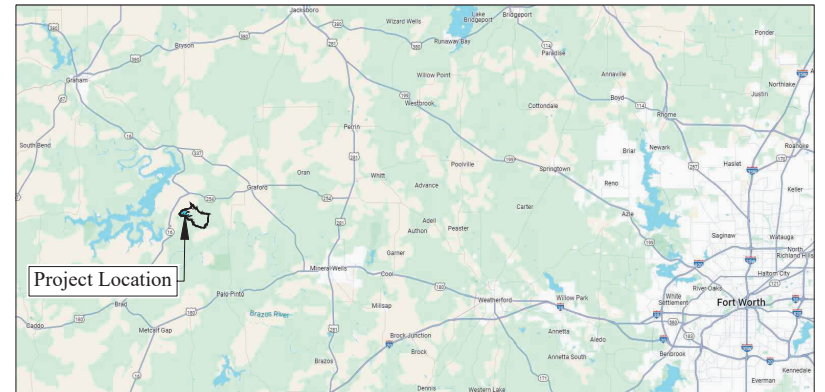 Jacksboro
Wizard Wells
Lake
Bridgeport
Bridgeport
Ponder
Bryson
Runaway Bay
Paradise
Graham
Willow Point
Annaville
Northlake
Justin
Westbrook
Cottondale
Boyd
Rhome
Perrin
South Bend
Poolville
Briar
Newark
Roanoke
Oran
Whitt
Springtown
Haslet
Graford
Advance
Reno
Keller
Carter
Azle
Adell
Authon
Peaster
Saginaw
Watauga
North
Richland Hills
Garner
Project Location
Mineral Wells
Cool
Haltom City
River Oaks
Palo Pinto
Weatherford
Willow Park
White
Settlement
Fort Worth
Brad
Millsap
Brazos River
Caddo
Metcalf Gap
Annetta
Aledo
Brock Junction
Benbrook
Brazos
Brock
Annetta South
Kennedale
Everman
Dennis
Western Lake